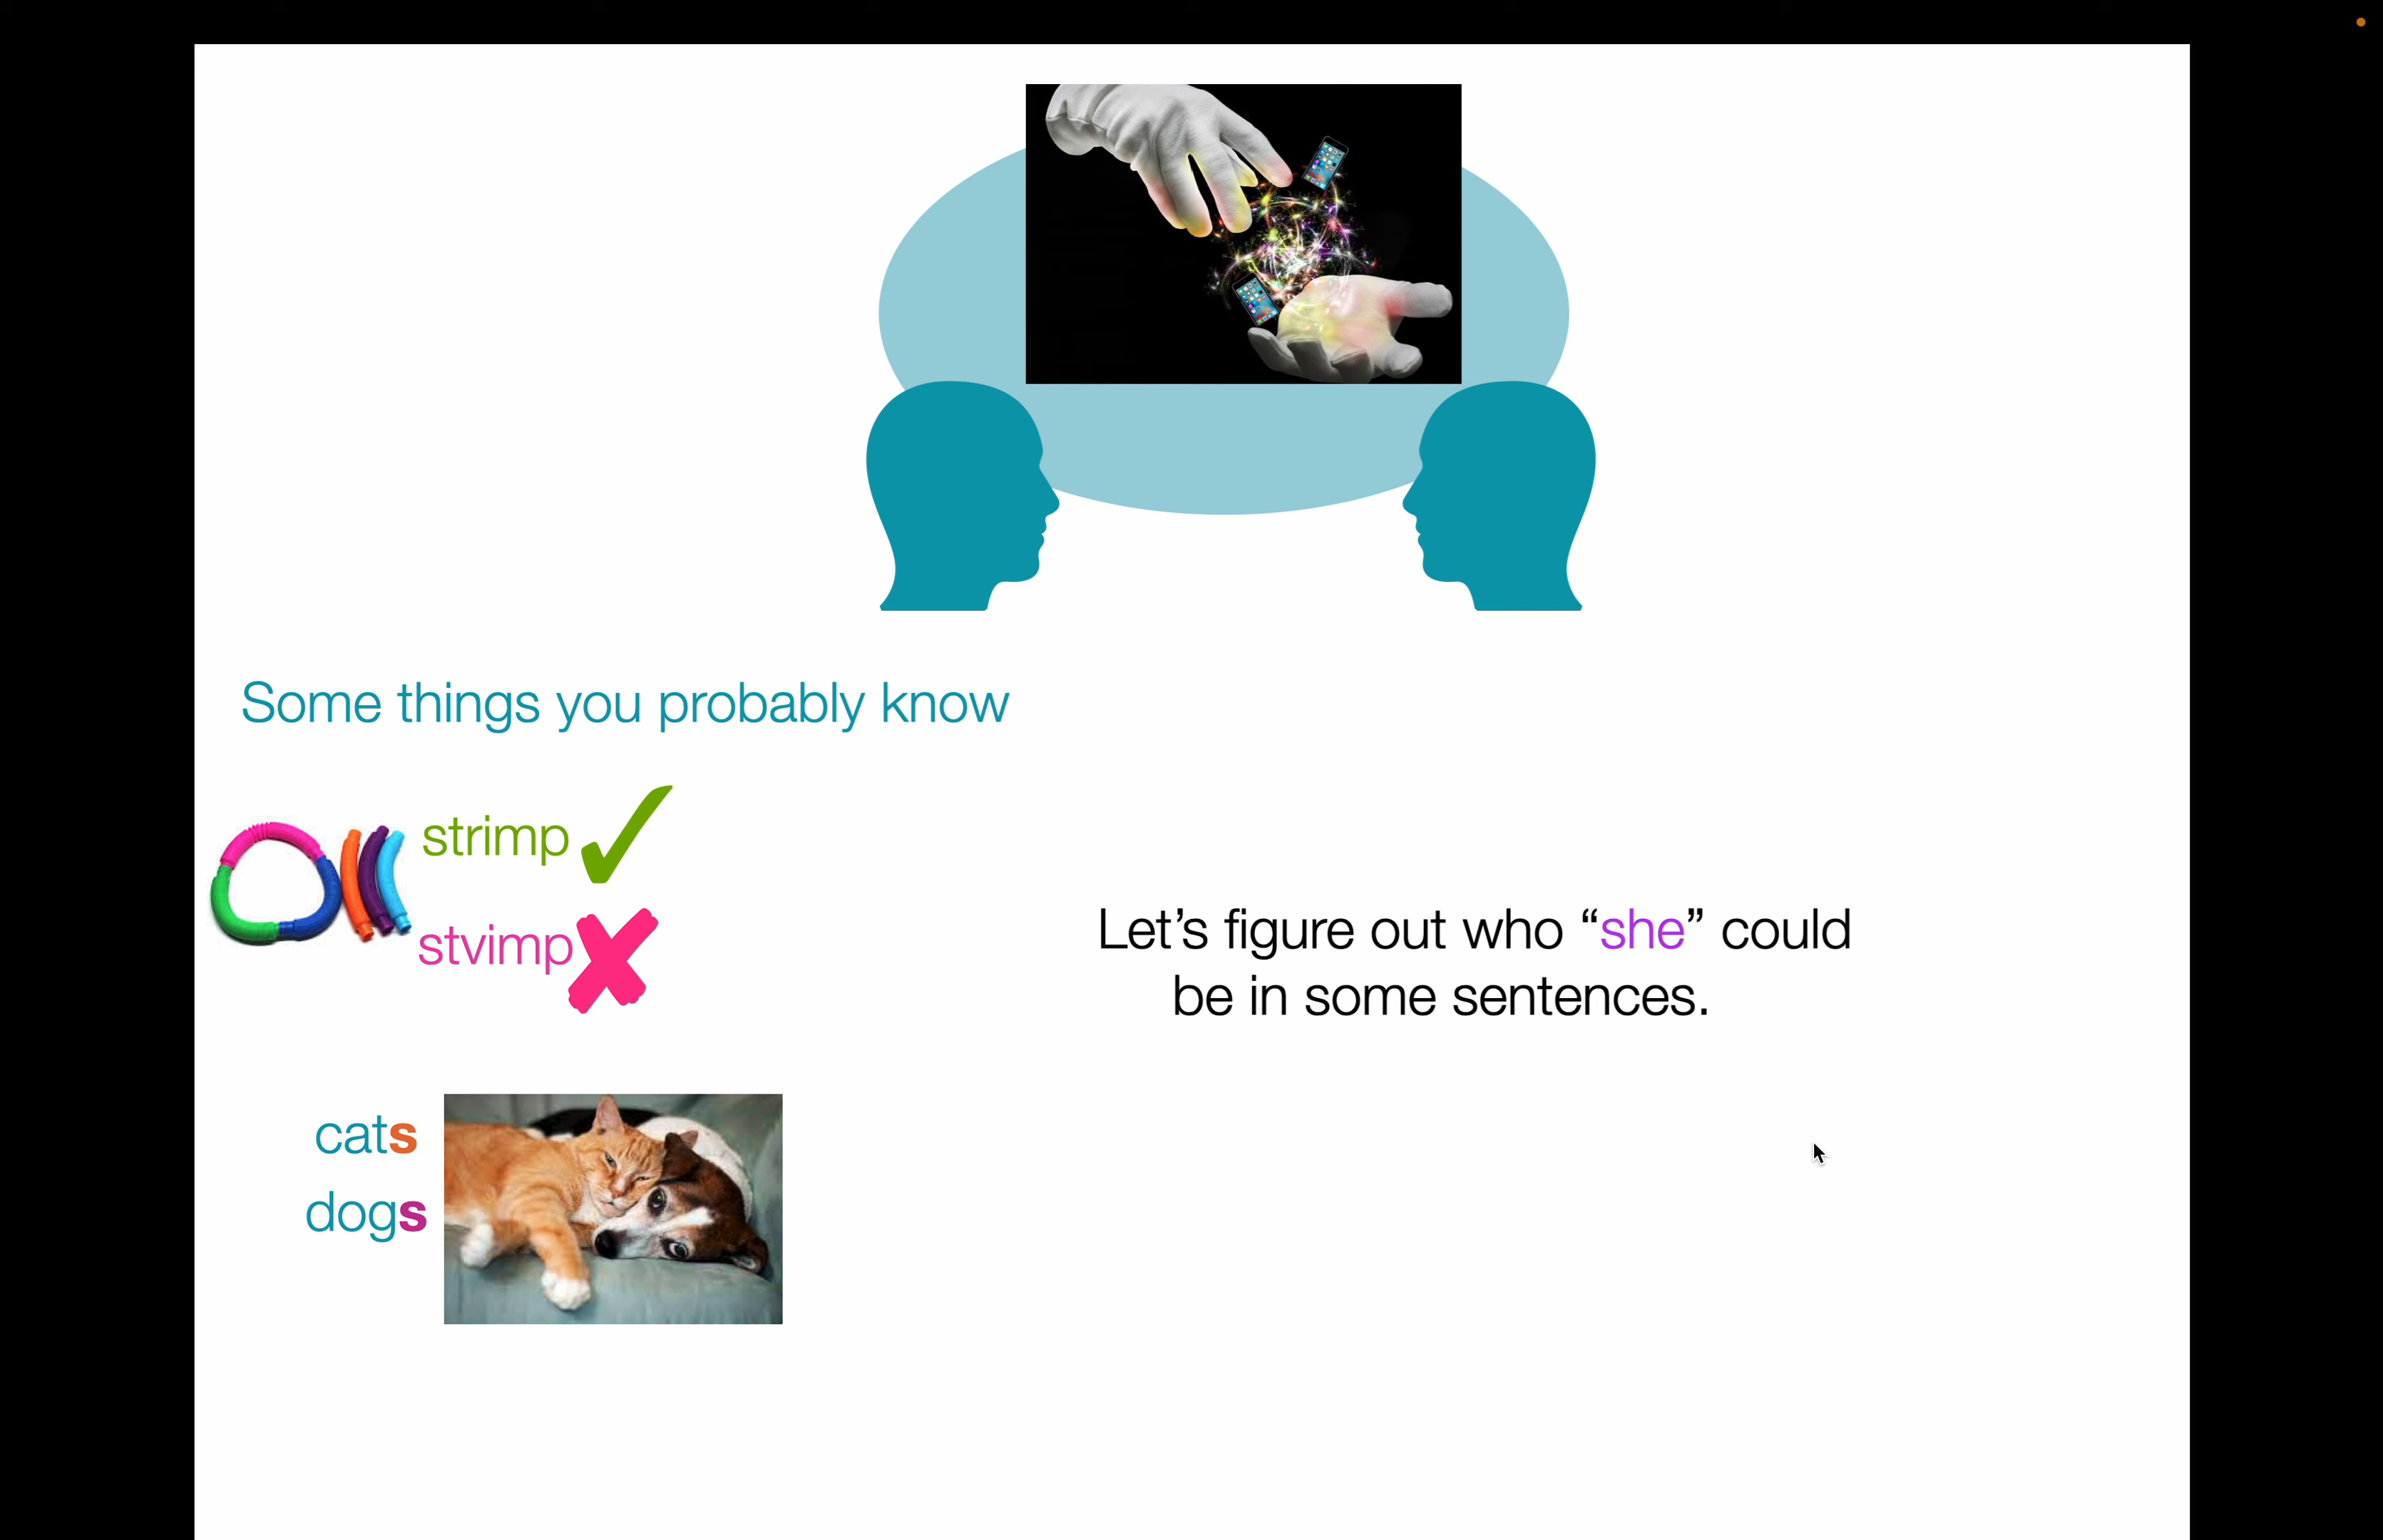 Some things you probably know
strimp
stvimp
cats
dogs
Let's figure out who “she” could
be in some sentences.